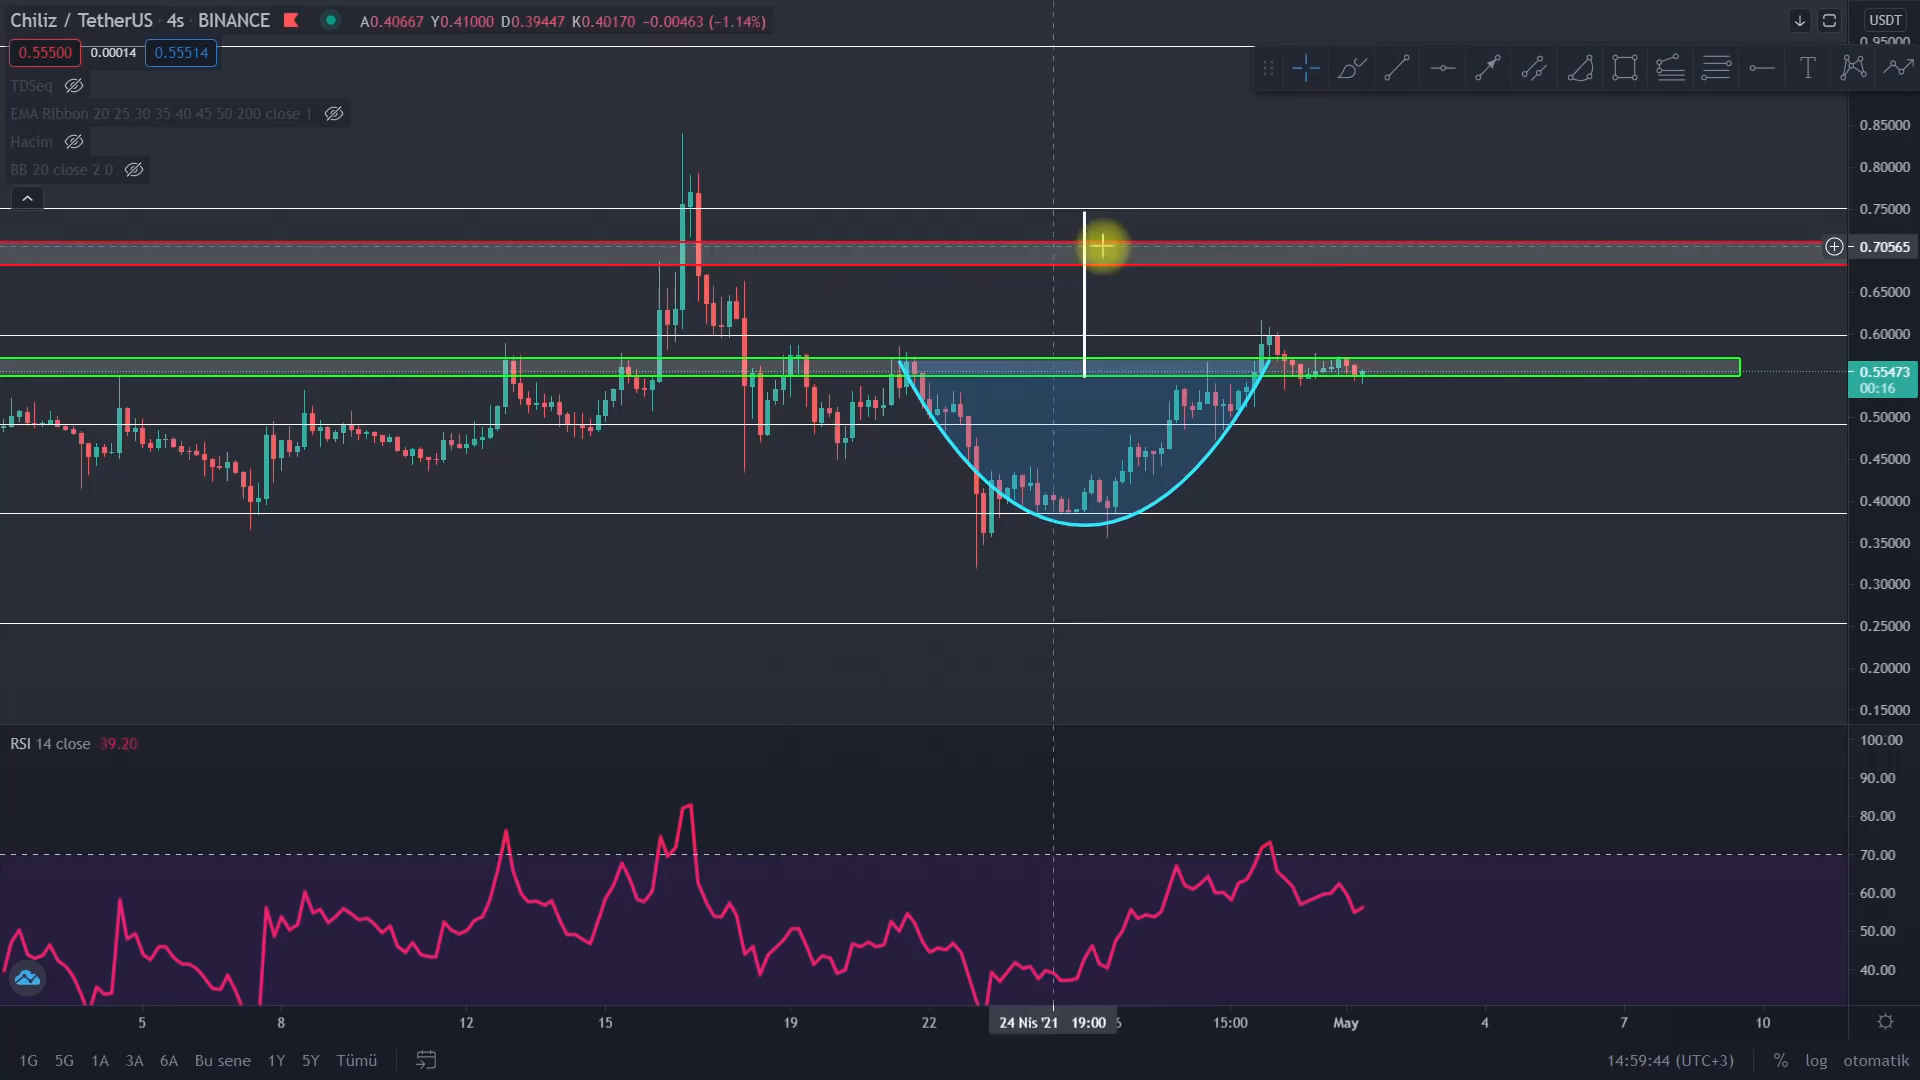 Chiliz / TetherUS · 4s · BINANCE A0.40667 Y0.41000 D0.39447 K0.40170 −0.00463 (−1.14%)
USDT
0.55500 0.00014 0.55514
TDSeq
EMA Ribbon 20 25 30 35 40 45 50 200 close 1
Hacim
BB 20 close 2 0
T
0.95000
0.85000
0.80000
0.75000
0.70565
0.65000
0.60000
0.55473
00:16
0.50000
0.45000
0.40000
0.35000
0.30000
0.25000
0.20000
0.15000
RSI 14 close 39.20
100.00
90.00
80.00
70.00
60.00
50.00
40.00
5 8 12 15 19 22 24 Nis '21 19:00 15:00 May 4 7 10
1G 5G 1A 3A 6A Bu sene 1Y 5Y Tümü 14:59:44 (UTC+3) % log otomatik